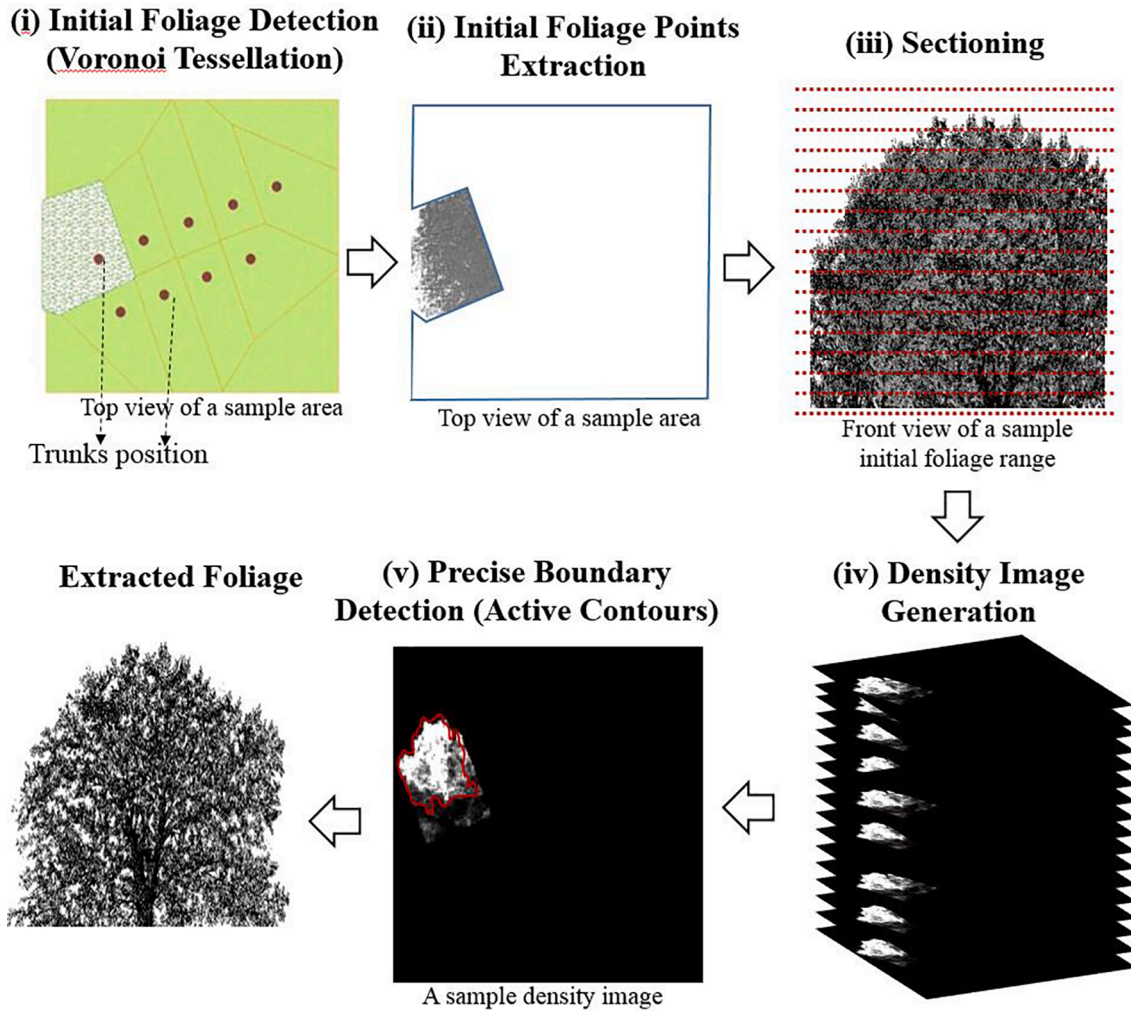 (i) Initial Foliage Detection
(Voronoi Tessellation)
Top view of a sample area
Trunks position
(ii) Initial Foliage Points
Extraction
Top view of a sample area
(iii) Sectioning
Front view of a sample
initial foliage range
(iv) Density Image
Generation
(v) Precise Boundary
Detection (Active Contours)
A sample density image
Extracted Foliage